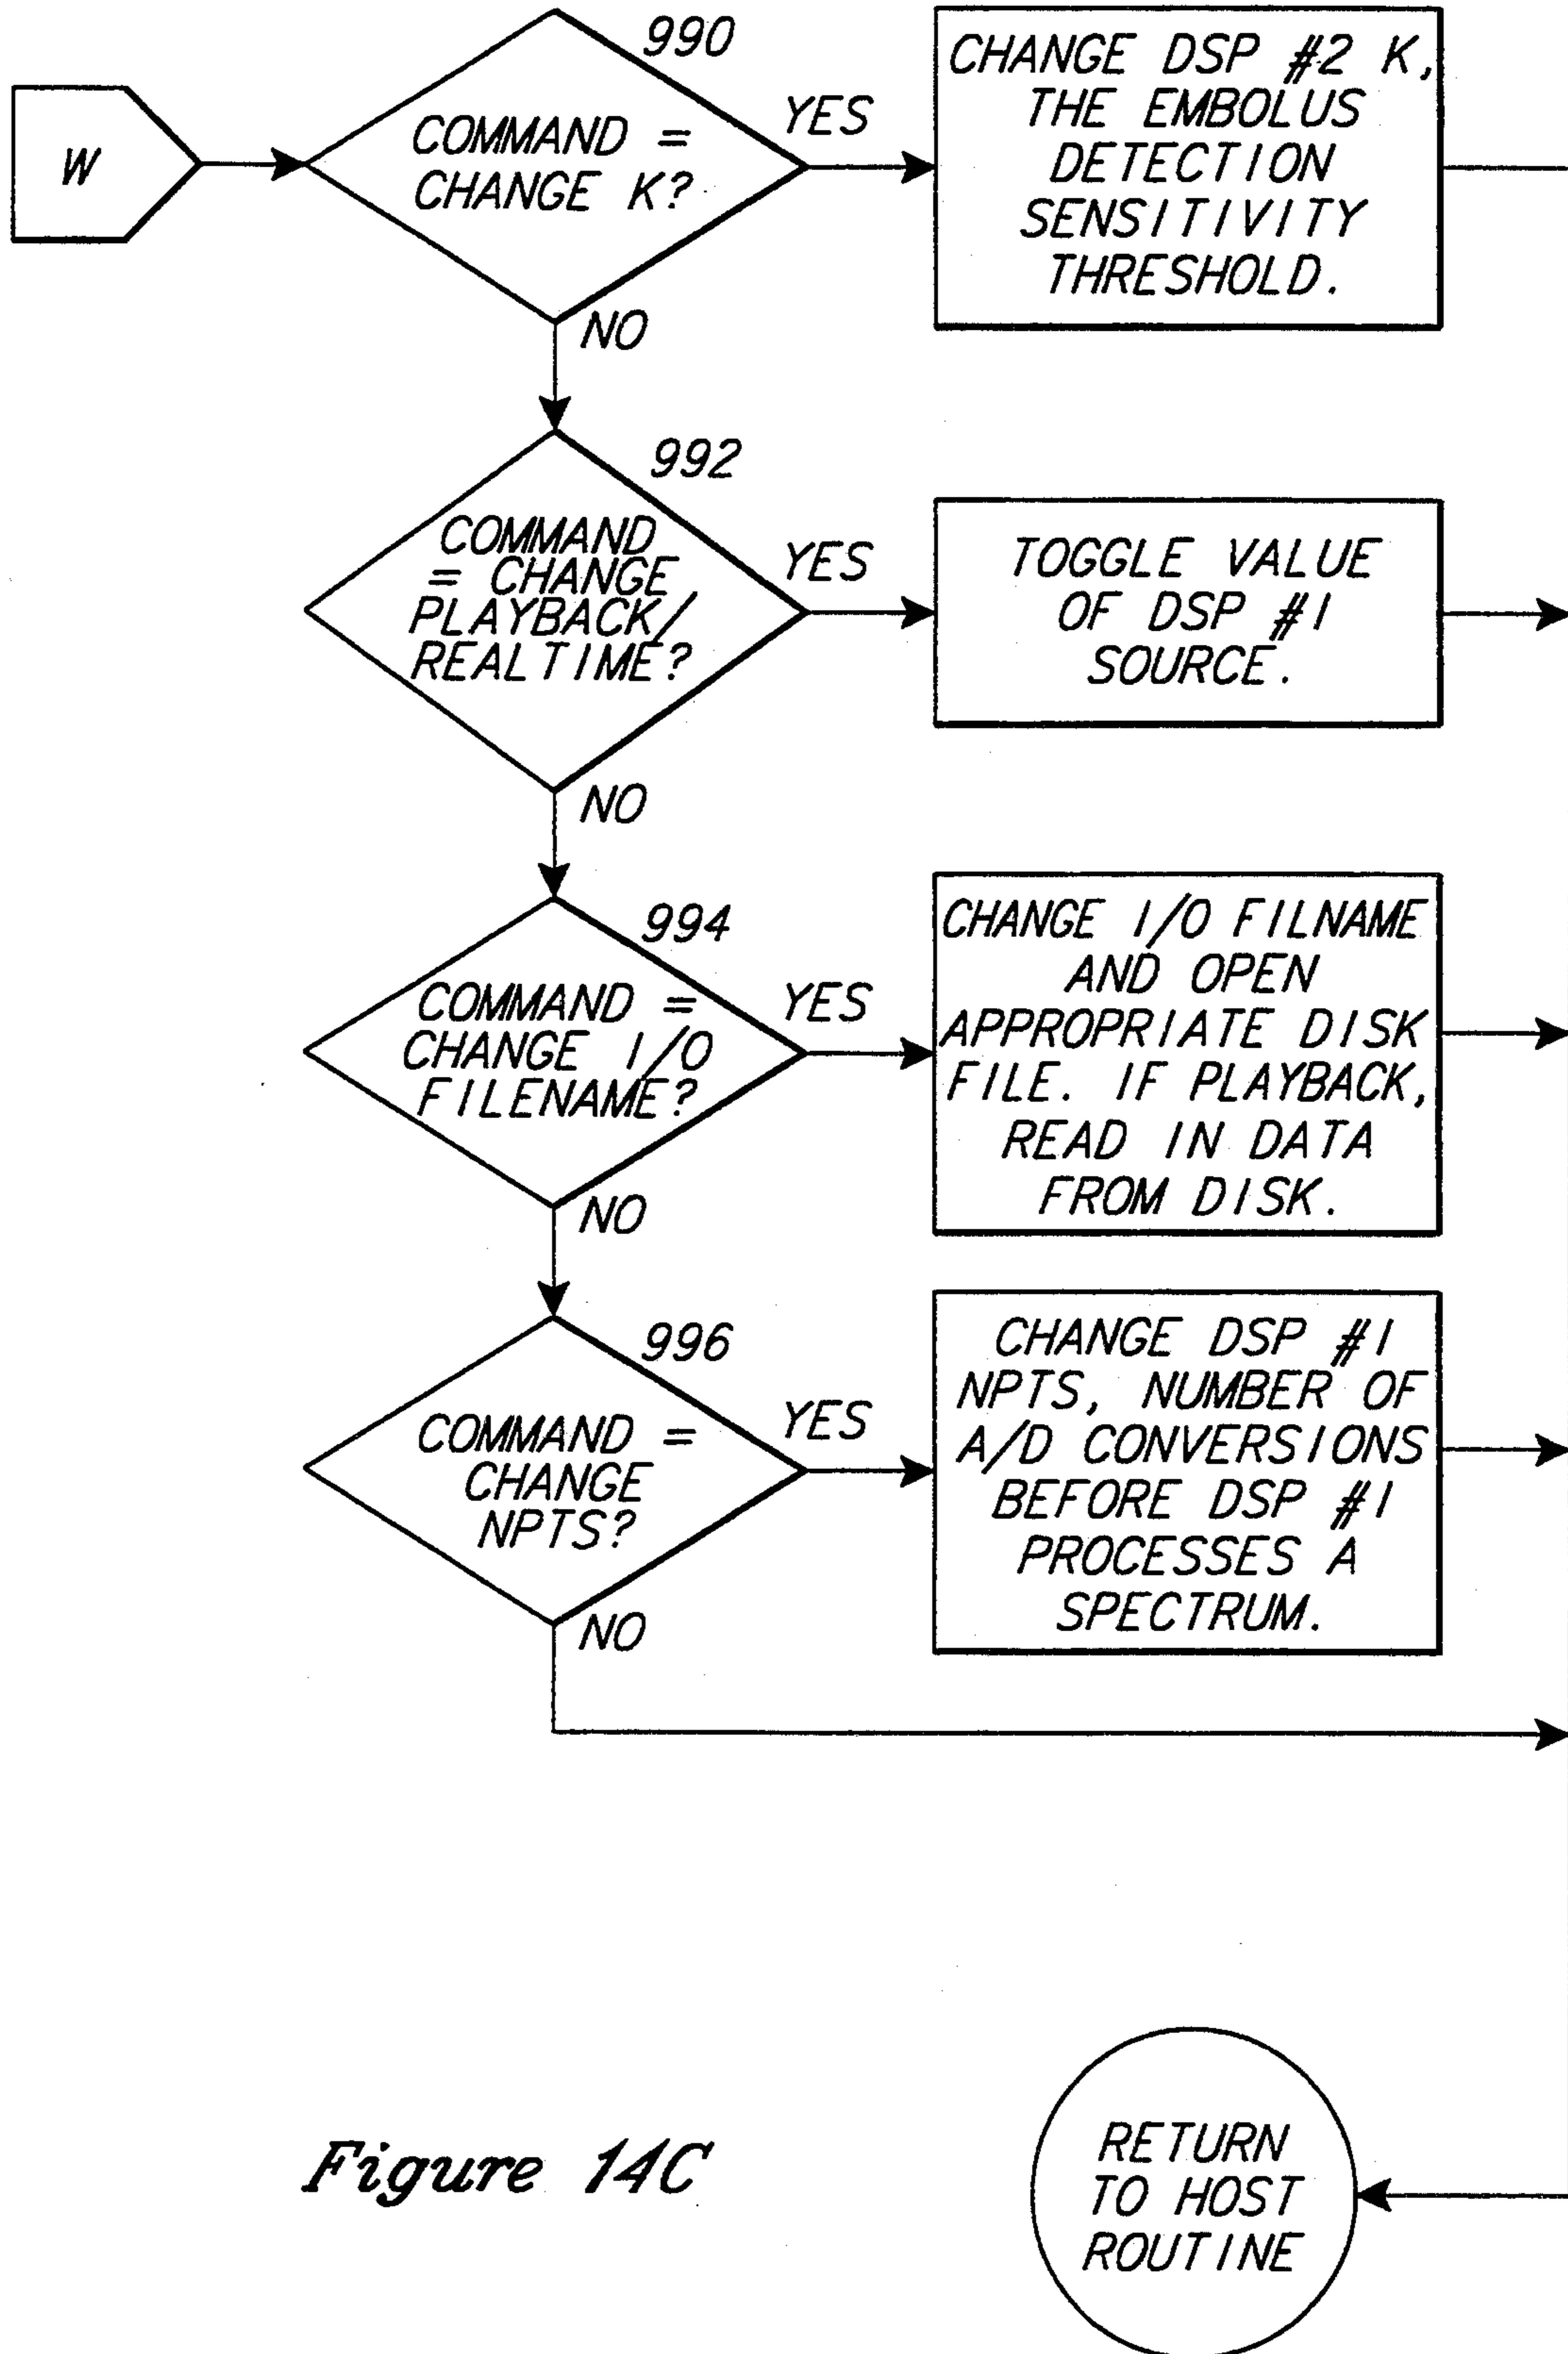 W
990
COMMAND =
CHANGE K?
YES
NO
CHANGE DSP #2 K,
THE EMBOLUS
DETECTION
SENSITIVITY
THRESHOLD.
992
COMMAND
= CHANGE
PLAYBACK/
REALTIME?
YES
NO
TOGGLE VALUE
OF DSP #1
SOURCE.
994
COMMAND =
CHANGE I/O
FILENAME?
YES
NO
CHANGE I/O FILNAME
AND OPEN
APPROPRIATE DISK
FILE. IF PLAYBACK,
READ IN DATA
FROM DISK.
996
COMMAND =
CHANGE
NPTS?
YES
NO
CHANGE DSP #1
NPTS, NUMBER OF
A/D CONVERSIONS
BEFORE DSP #1
PROCESSES A
SPECTRUM.
RETURN
TO HOST
ROUTINE
Figure 14C